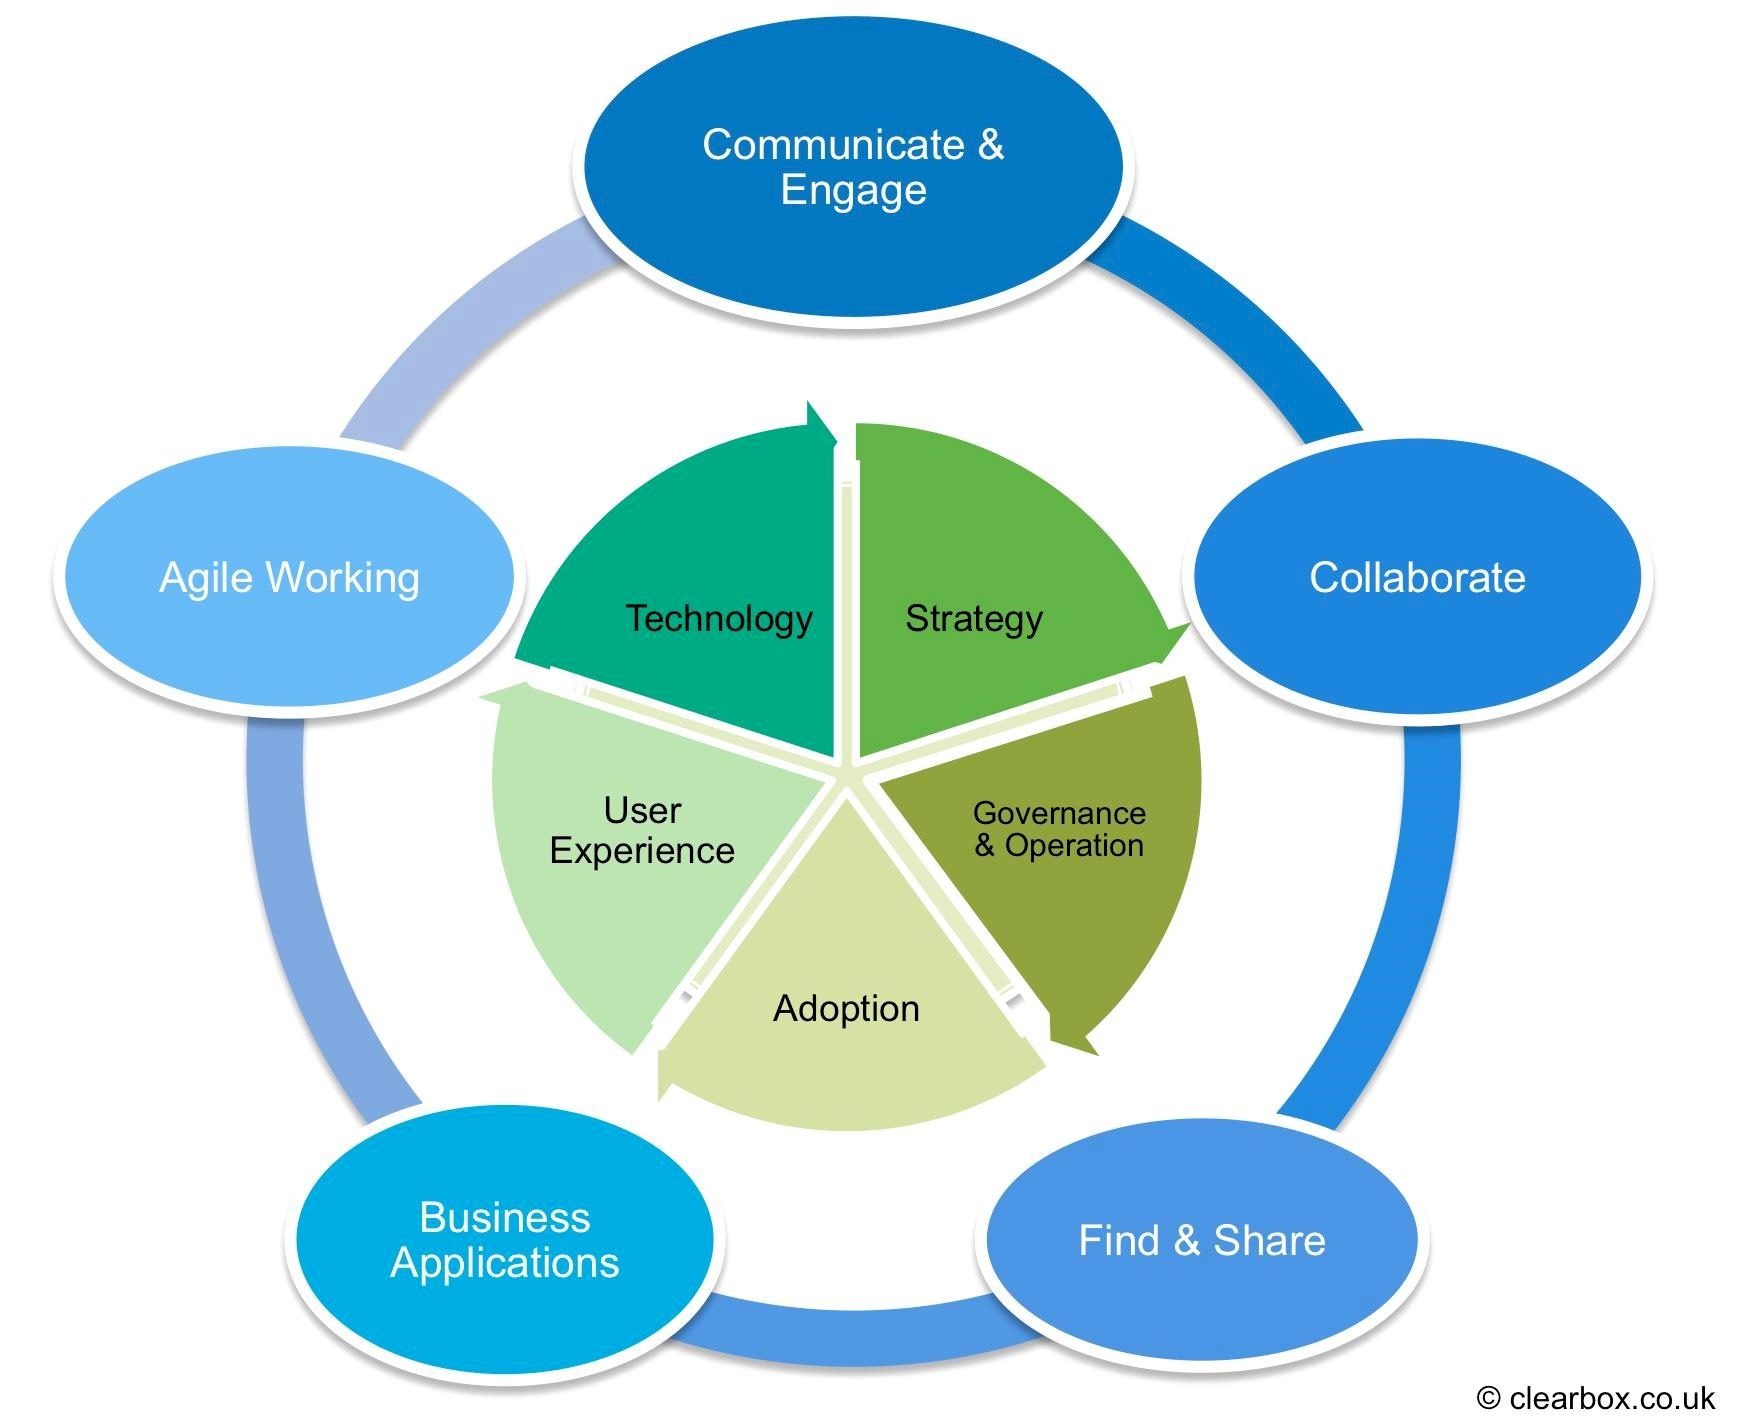 Communicate &
Engage
Agile Working
Collaborate
Technology
Strategy
User
Experience
Governance
& Operation
Adoption
Business
Applications
Find & Share
© clearbox.co.uk